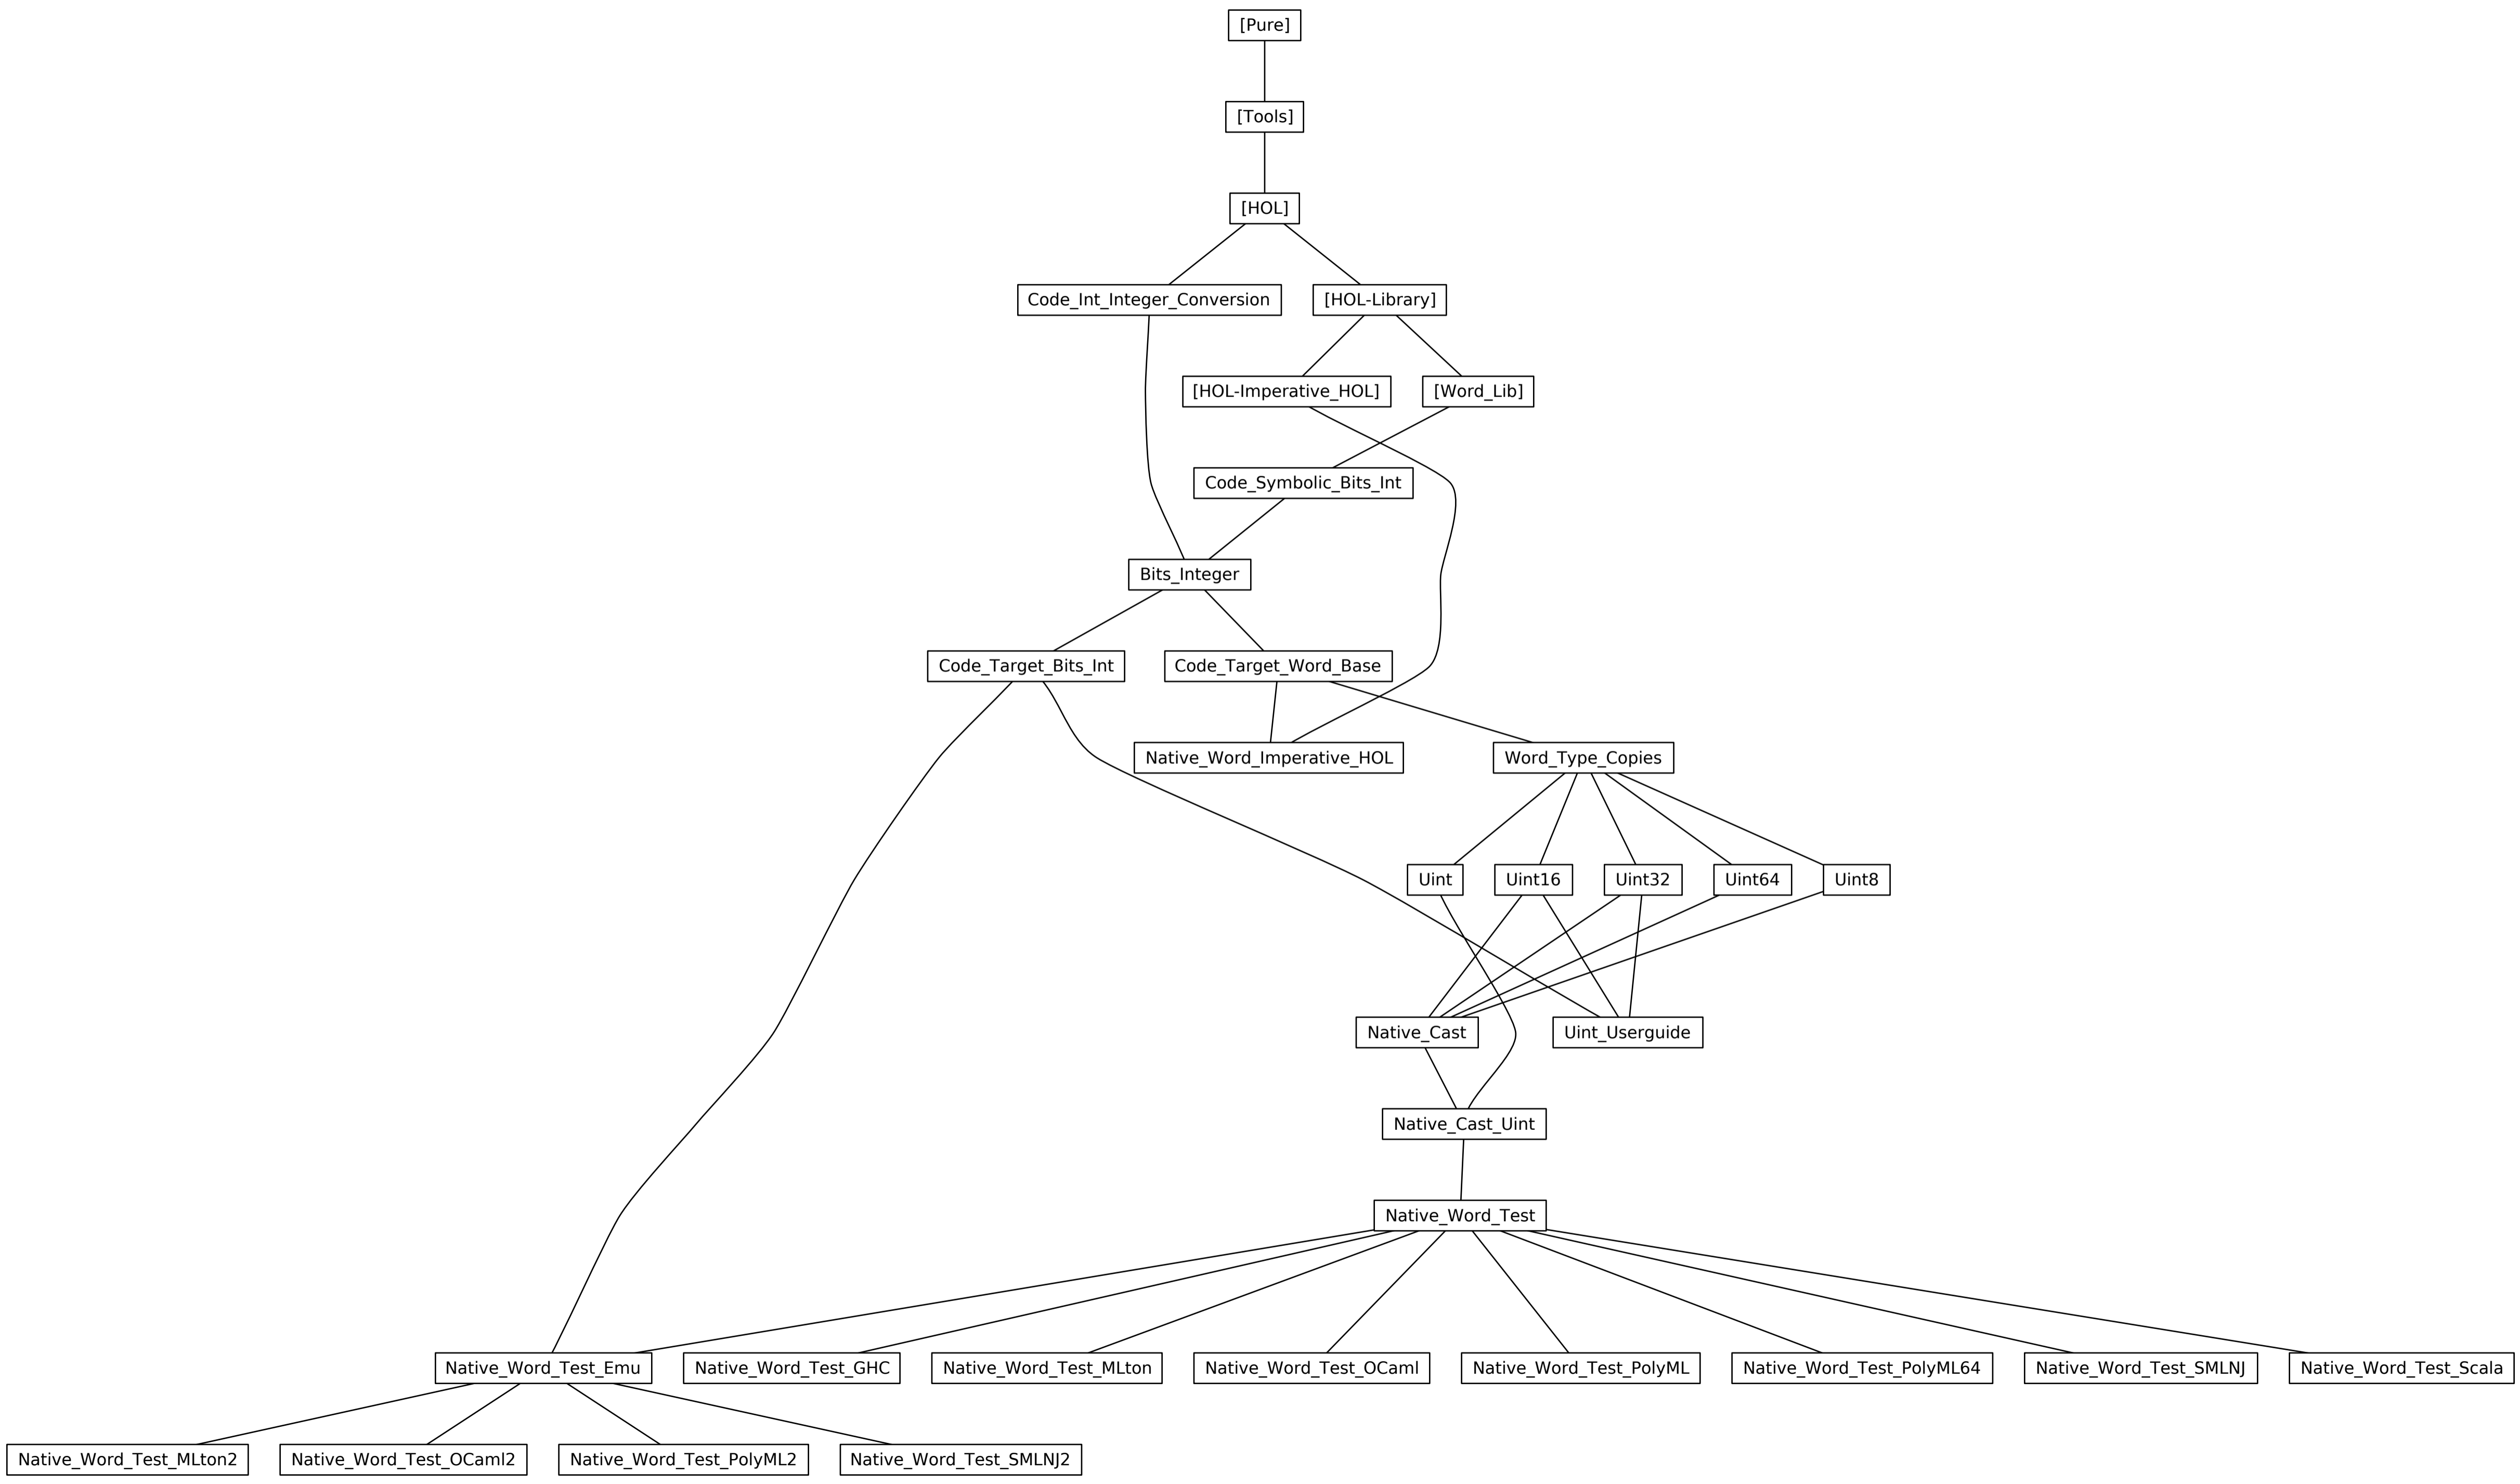 [Pure]
[Tools]
[HOL]
Code_Int_Integer_Conversion
[HOL-Library]
[HOL-Imperative_HOL]
[Word_Lib]
Code_Symbolic_Bits_Int
Bits_Integer
Code_Target_Bits_Int
Code_Target_Word_Base
Native_Word_Imperative_HOL
Word_Type_Copies
Uint
Uint16
Uint32
Uint64
Uint8
Native_Cast
Uint_Userguide
Native_Cast_Uint
Native_Word_Test
Native_Word_Test_Emu
Native_Word_Test_GHC
Native_Word_Test_MLton
Native_Word_Test_OCaml
Native_Word_Test_PolyML
Native_Word_Test_PolyML64
Native_Word_Test_SMLNJ
Native_Word_Test_Scala
Native_Word_Test_MLton2
Native_Word_Test_OCaml2
Native_Word_Test_PolyML2
Native_Word_Test_SMLNJ2